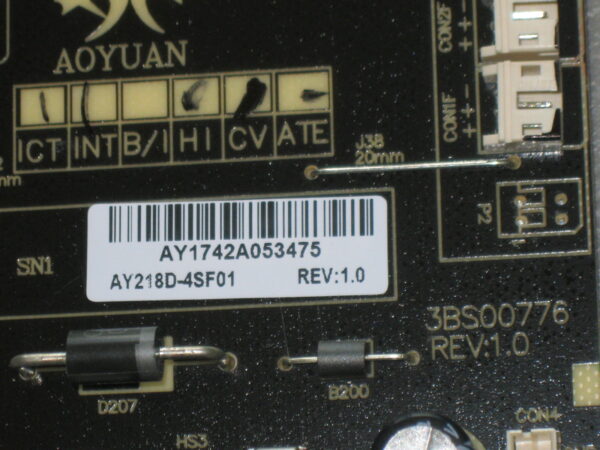 AOYUAN
ICT INT B/I HI CV ATE
CON2F
CON1F
J38
20mm
P2
SN1
AY1742A053475
AY218D-4SF01 REV:1.0
3BS00776
REV:1.0
D207
B200
HS3
CON4